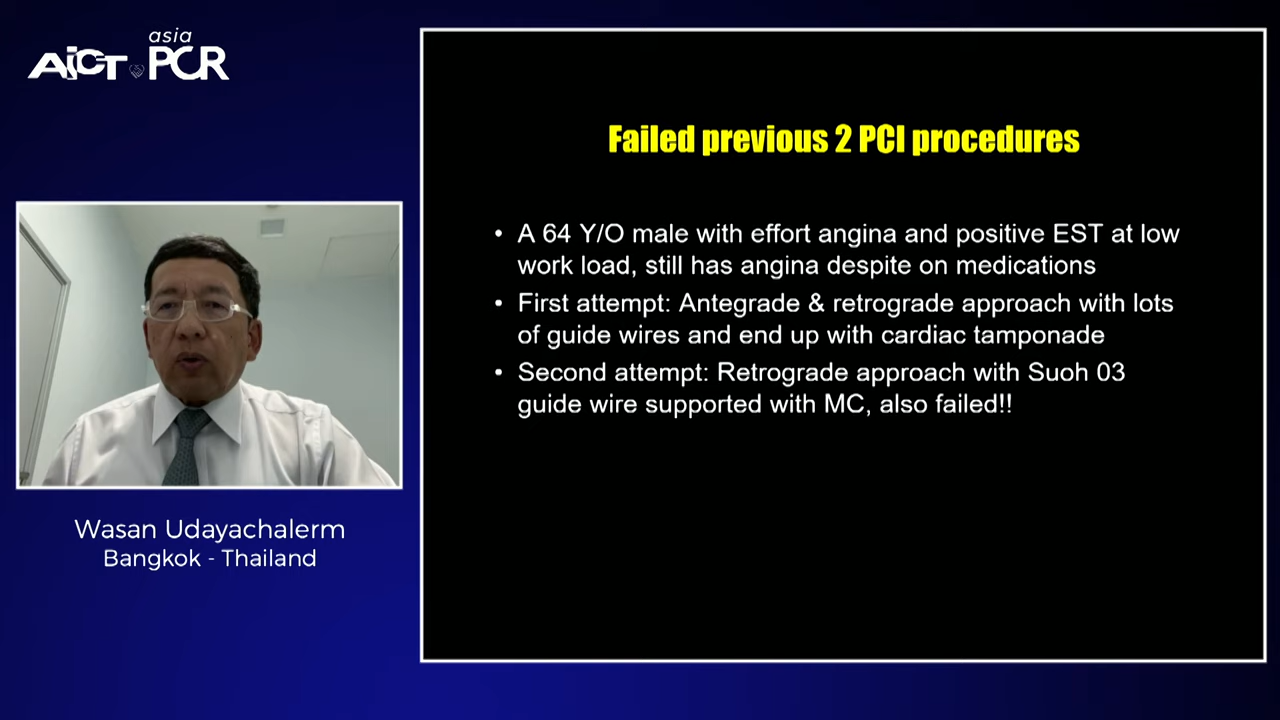 asia
AICT PCR
Failed previous 2 PCI procedures
• A 64 Y/O male with effort angina and positive EST at low
work load, still has angina despite on medications
• First attempt: Antegrade & retrograde approach with lots
of guide wires and end up with cardiac tamponade
• Second attempt: Retrograde approach with Suoh 03
guide wire supported with MC, also failed!!
Wasan Udayachalerm
Bangkok - Thailand